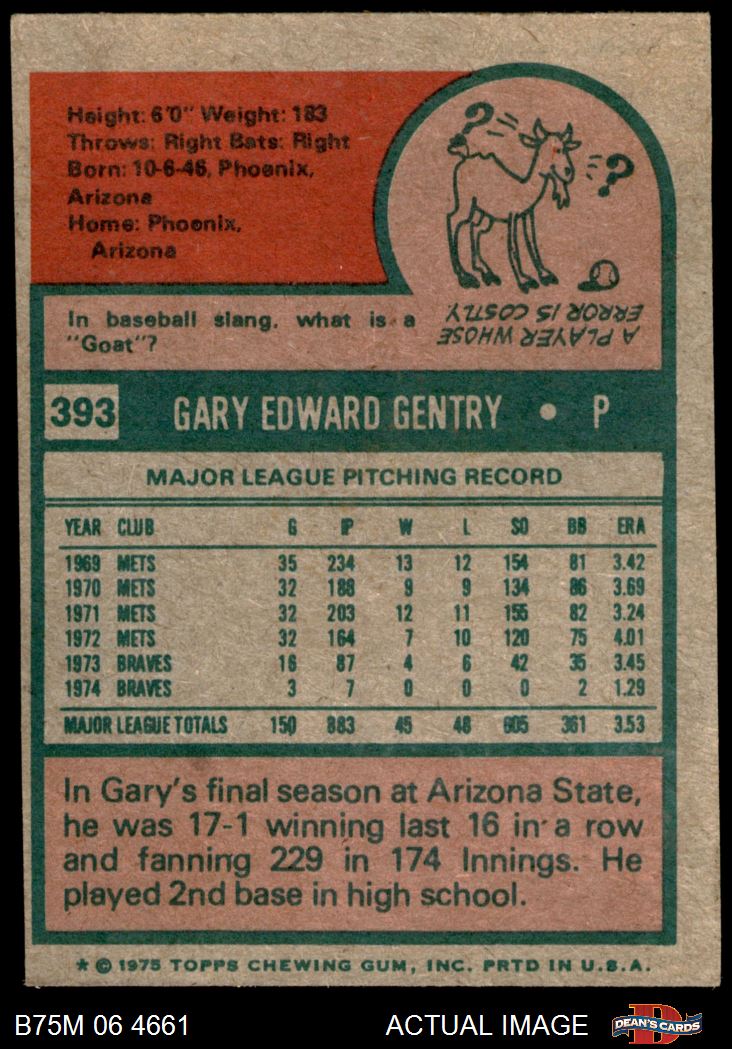 Height: 6'0" Weight: 183
Throws: Right Bats: Right
Born: 10-6-46, Phoenix,
Arizona
Home: Phoenix,
Arizona
? ?
In baseball slang, what is a
"Goat"?
A PLAYER WHOSE
ERROR IS COSTLY
393 GARY EDWARD GENTRY • P
MAJOR LEAGUE PITCHING RECORD
YEAR CLUB G IP W L SO BB ERA
1969 METS 35 234 13 12 154 81 3.42
1970 METS 32 188 9 9 134 86 3.69
1971 METS 32 203 12 11 155 82 3.24
1972 METS 32 164 7 10 120 75 4.01
1973 BRAVES 16 87 4 6 42 35 3.45
1974 BRAVES 3 7 0 0 0 2 1.29
MAJOR LEAGUE TOTALS 150 883 45 48 605 361 3.53
In Gary's final season at Arizona State,
he was 17-1 winning last 16 in a row
and fanning 229 in 174 Innings. He
played 2nd base in high school.
* © 1975 TOPPS CHEWING GUM, INC. PRTD IN U.S.A.
B75M 06 4661 ACTUAL IMAGE D DEAN'S CARDS